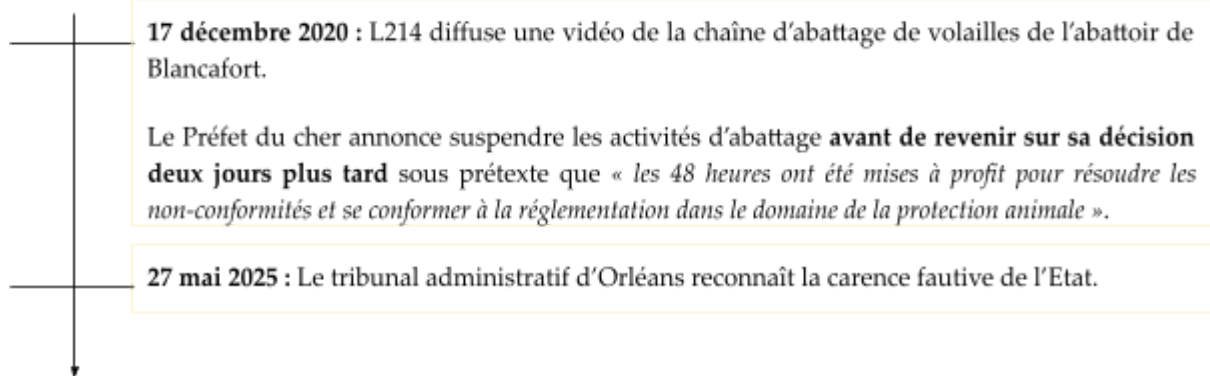 17 décembre 2020 : L214 diffuse une vidéo de la chaîne d'abattage de volailles de l'abattoir de
Blancafort.
Le Préfet du cher annonce suspendre les activités d'abattage avant de revenir sur sa décision
deux jours plus tard sous prétexte que « les 48 heures ont été mises à profit pour résoudre les
non-conformités et se conformer à la réglementation dans le domaine de la protection animale ».
27 mai 2025 : Le tribunal administratif d'Orléans reconnaît la carence fautive de l'Etat.